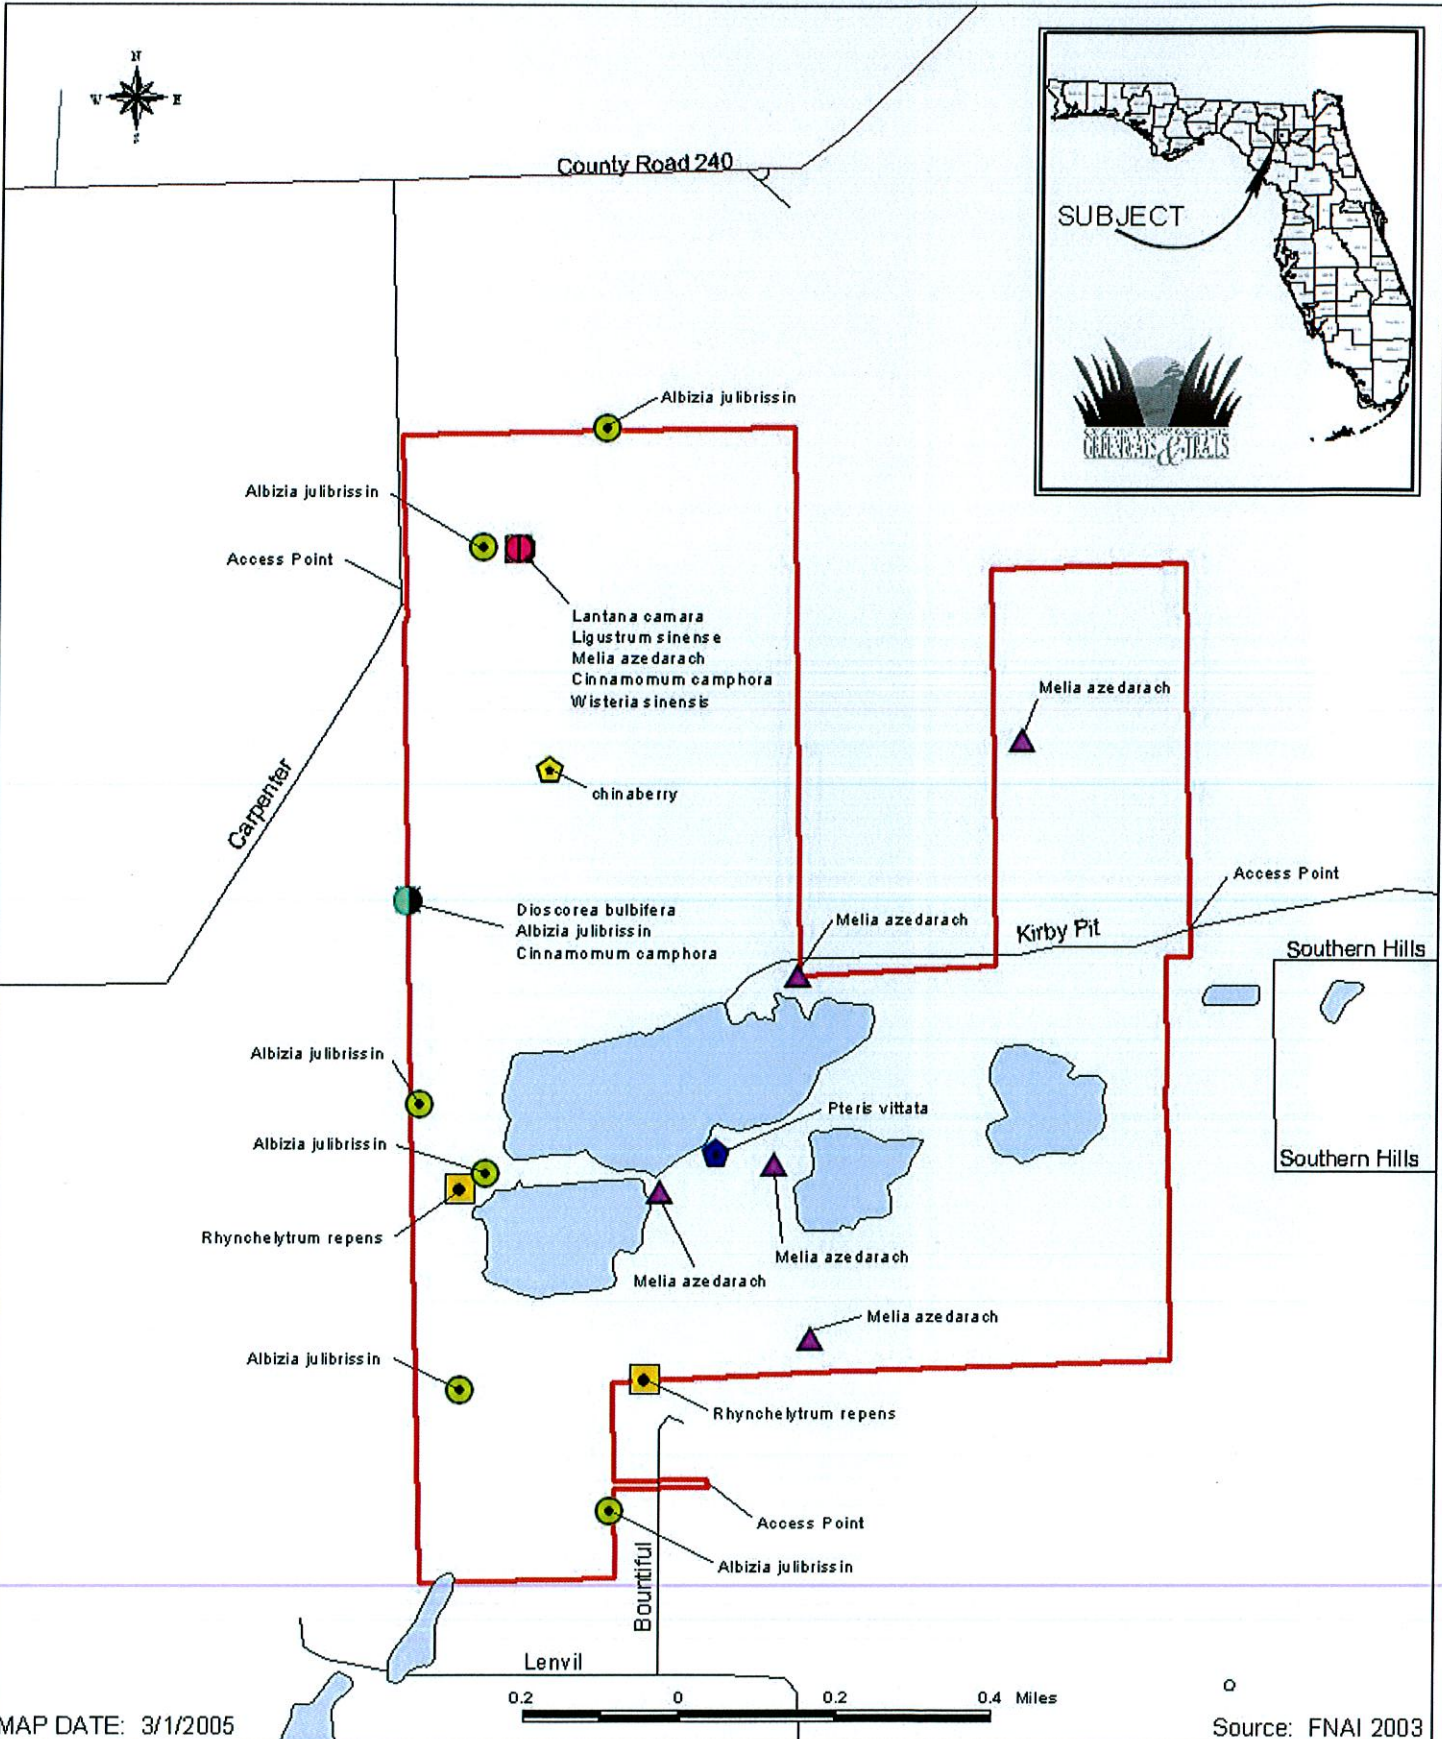 N
W E
S
County Road 240
SUBJECT
GREENWAYS & TRAILS
Albizia julibrissin
Albizia julibrissin
Access Point
Lantana camara
Ligustrum sinense
Melia azedarach
Cinnamomum camphora
Wisteria sinensis
Melia azedarach
Carpenter
chinaberry
Access Point
Dioscorea bulbifera
Albizia julibrissin
Cinnamomum camphora
Melia azedarach
Kirby Pit
Southern Hills
Albizia julibrissin
Pteris vittata
Albizia julibrissin
Southern Hills
Rhynchelytrum repens
Melia azedarach
Melia azedarach
Melia azedarach
Albizia julibrissin
Rhynchelytrum repens
Access Point
Albizia julibrissin
Bountiful
Lenvil
0.2 0 0.2 0.4 Miles
MAP DATE: 3/1/2005
Source: FNAI 2003